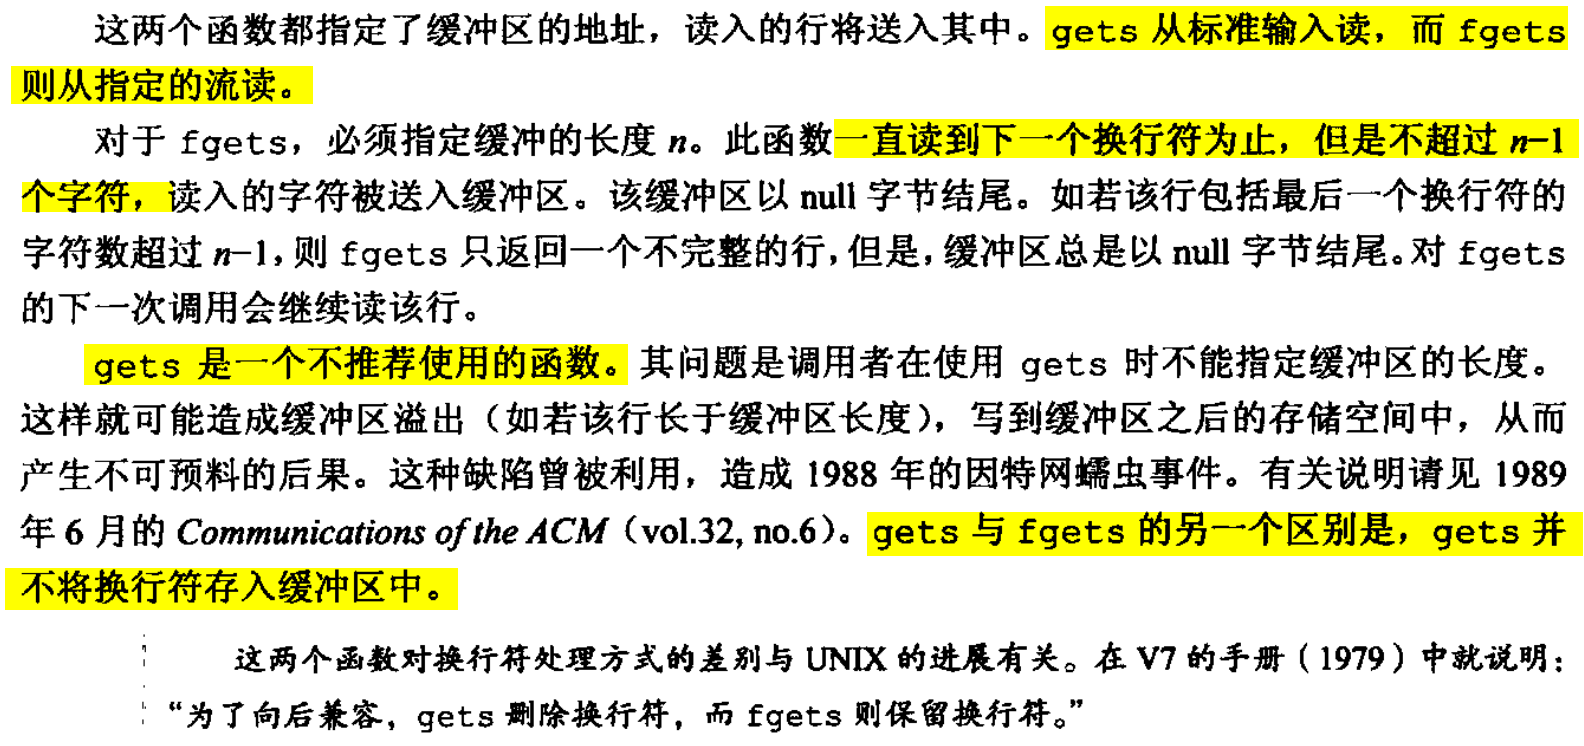 这两个函数都指定了缓冲区的地址，读入的行将送入其中。gets 从标准输入读，而 fgets
则从指定的流读。
对于 fgets，必须指定缓冲的长度 n。此函数一直读到下一个换行符为止，但是不超过 n–1
个字符，读入的字符被送入缓冲区。该缓冲区以 null 字节结尾。如若该行包括最后一个换行符的
字符数超过 n–1，则 fgets 只返回一个不完整的行，但是，缓冲区总是以 null 字节结尾。对 fgets
的下一次调用会继续读该行。
gets 是一个不推荐使用的函数。其问题是调用者在使用 gets 时不能指定缓冲区的长度。
这样就可能造成缓冲区溢出（如若该行长于缓冲区长度），写到缓冲区之后的存储空间中，从而
产生不可预料的后果。这种缺陷曾被利用，造成 1988 年的因特网蠕虫事件。有关说明请见 1989
年 6 月的 Communications of the ACM（vol.32, no.6）。gets 与 fgets 的另一个区别是，gets 并
不将换行符存入缓冲区中。
这两个函数对换行符处理方式的差别与 UNIX 的进展有关。在 V7 的手册（1979）中就说明：
“为了向后兼容，gets 删除换行符，而 fgets 则保留换行符。”